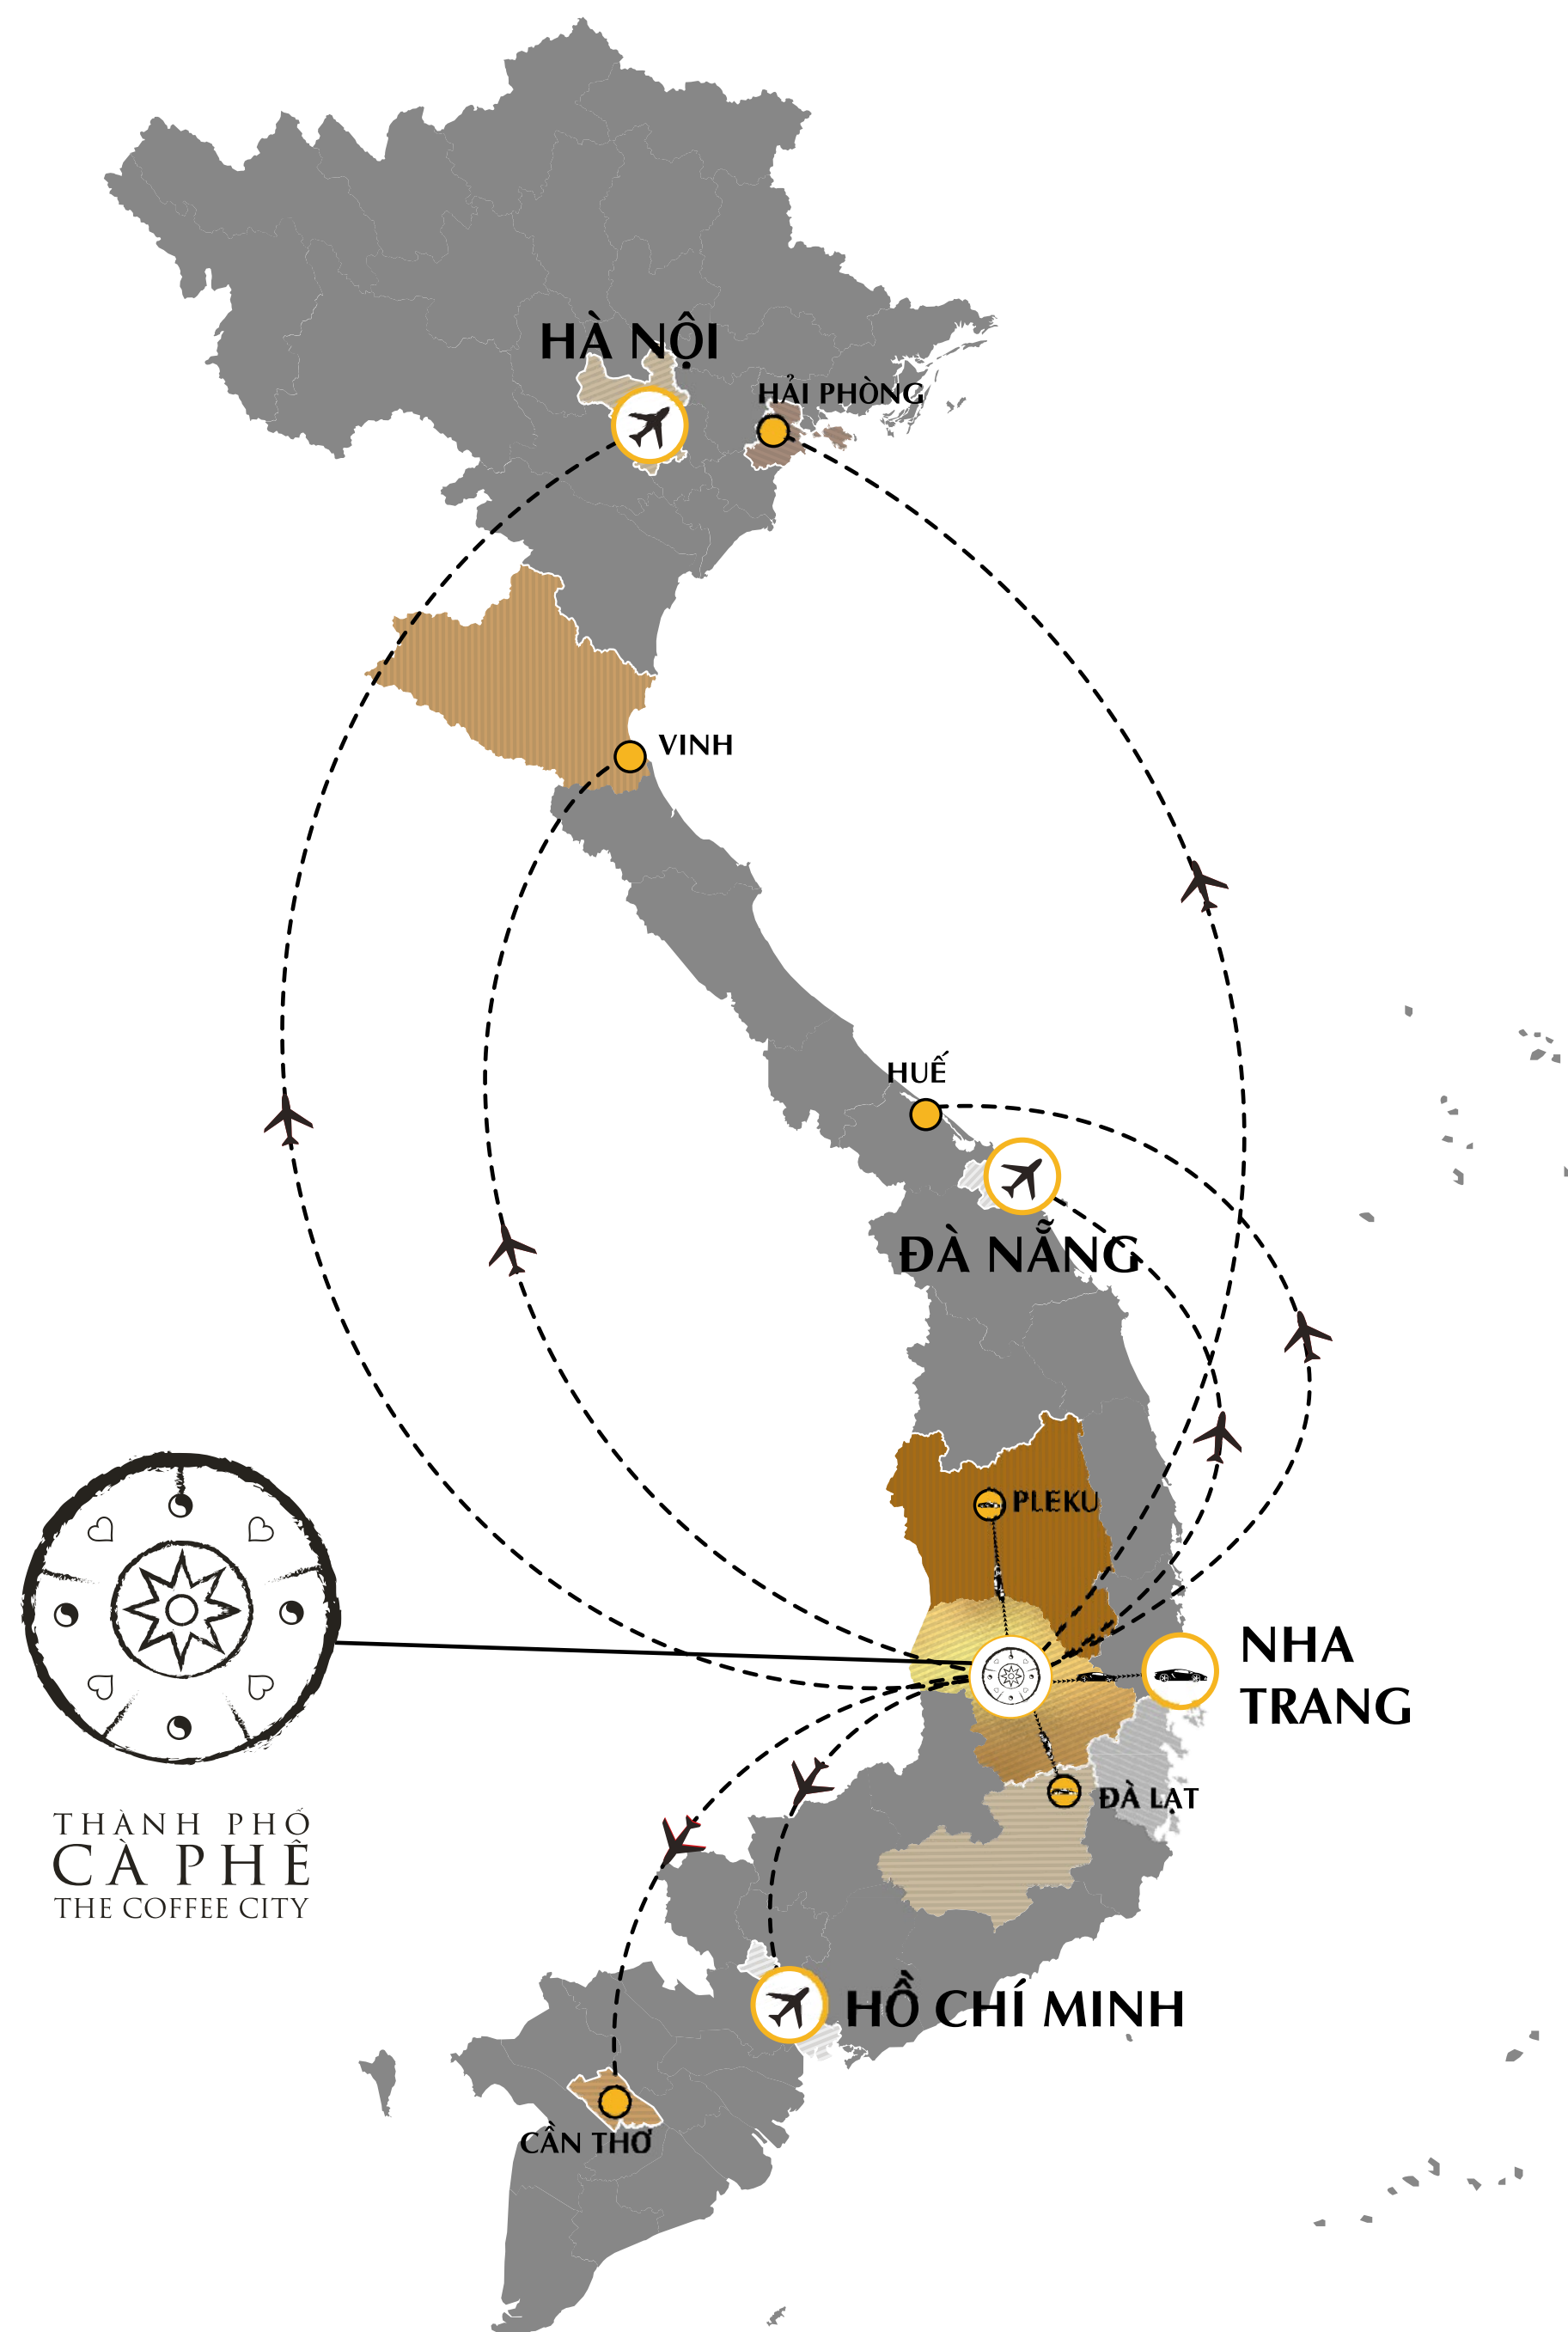 HÀ NỘI
HẢI PHÒNG
VINH
HUẾ
ĐÀ NẴNG
PLEKU
NHA
TRANG
ĐÀ LẠT
THÀNH PHỐ
CÀ PHÊ
THE COFFEE CITY
HỒ CHÍ MINH
CẦN THƠ